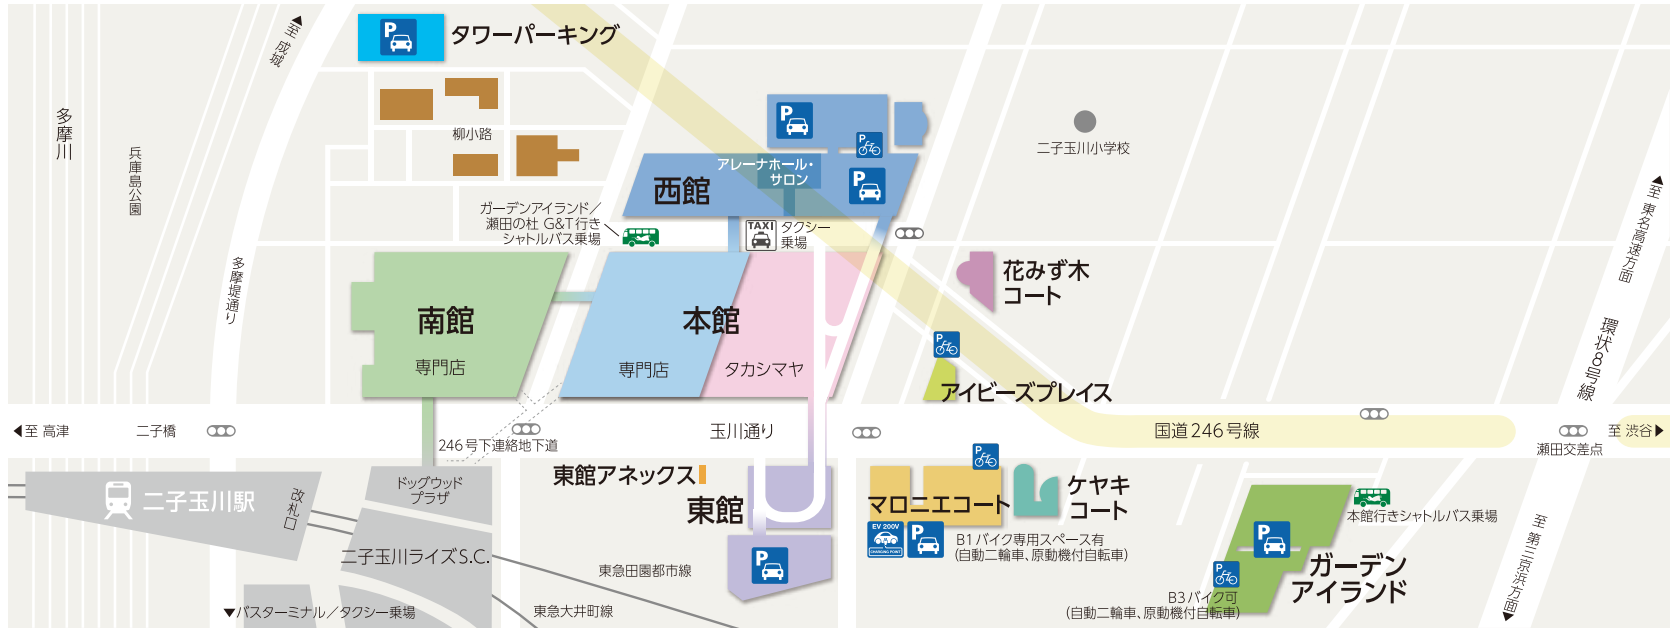 至 成城
P
タワーパーキング
多摩川
兵庫島公園
柳小路
P
P
アレーナホール・
サロン
P
西館
二子玉川小学校
至 東名高速方面
ガーデンアイランド／
瀬田の杜 G&T行き
シャトルバス乗場
TAXI
タクシー
乗場
多摩堤通り
花みず木
コート
南館
専門店
本館
専門店
タカシマヤ
環状8号線
P
アイビーズプレイス
至 高津
二子橋
246号下連絡地下道
玉川通り
国道246号線
至 渋谷
瀬田交差点
二子玉川駅
改札口
ドッグウッド
プラザ
東館アネックス
東館
P
マロニエコート
EV 200V
CHARGING POINT
P
B1バイク専用スペース有
(自動二輪車、原動機付自転車)
ケヤキ
コート
本館行きシャトルバス乗場
P
ガーデン
アイランド
P
B3バイク可
(自動二輪車、原動機付自転車)
至 第三京浜方面
二子玉川ライズS.C.
東急田園都市線
P
東急大井町線
▼バスターミナル／タクシー乗場